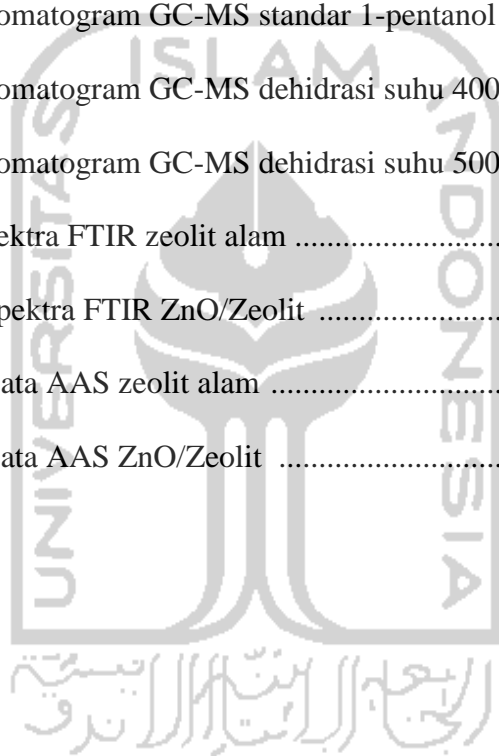 omatogram GC-MS standar 1-pentanol
omatogram GC-MS dehidrasi suhu 400
omatogram GC-MS dehidrasi suhu 500
ektra FTIR zeolit alam ......................
pektra FTIR ZnO/Zeolit ...................
ata AAS zeolit alam ........................
ata AAS ZnO/Zeolit .......................
UNIVERSITAS
ISLAM
INDONESIA